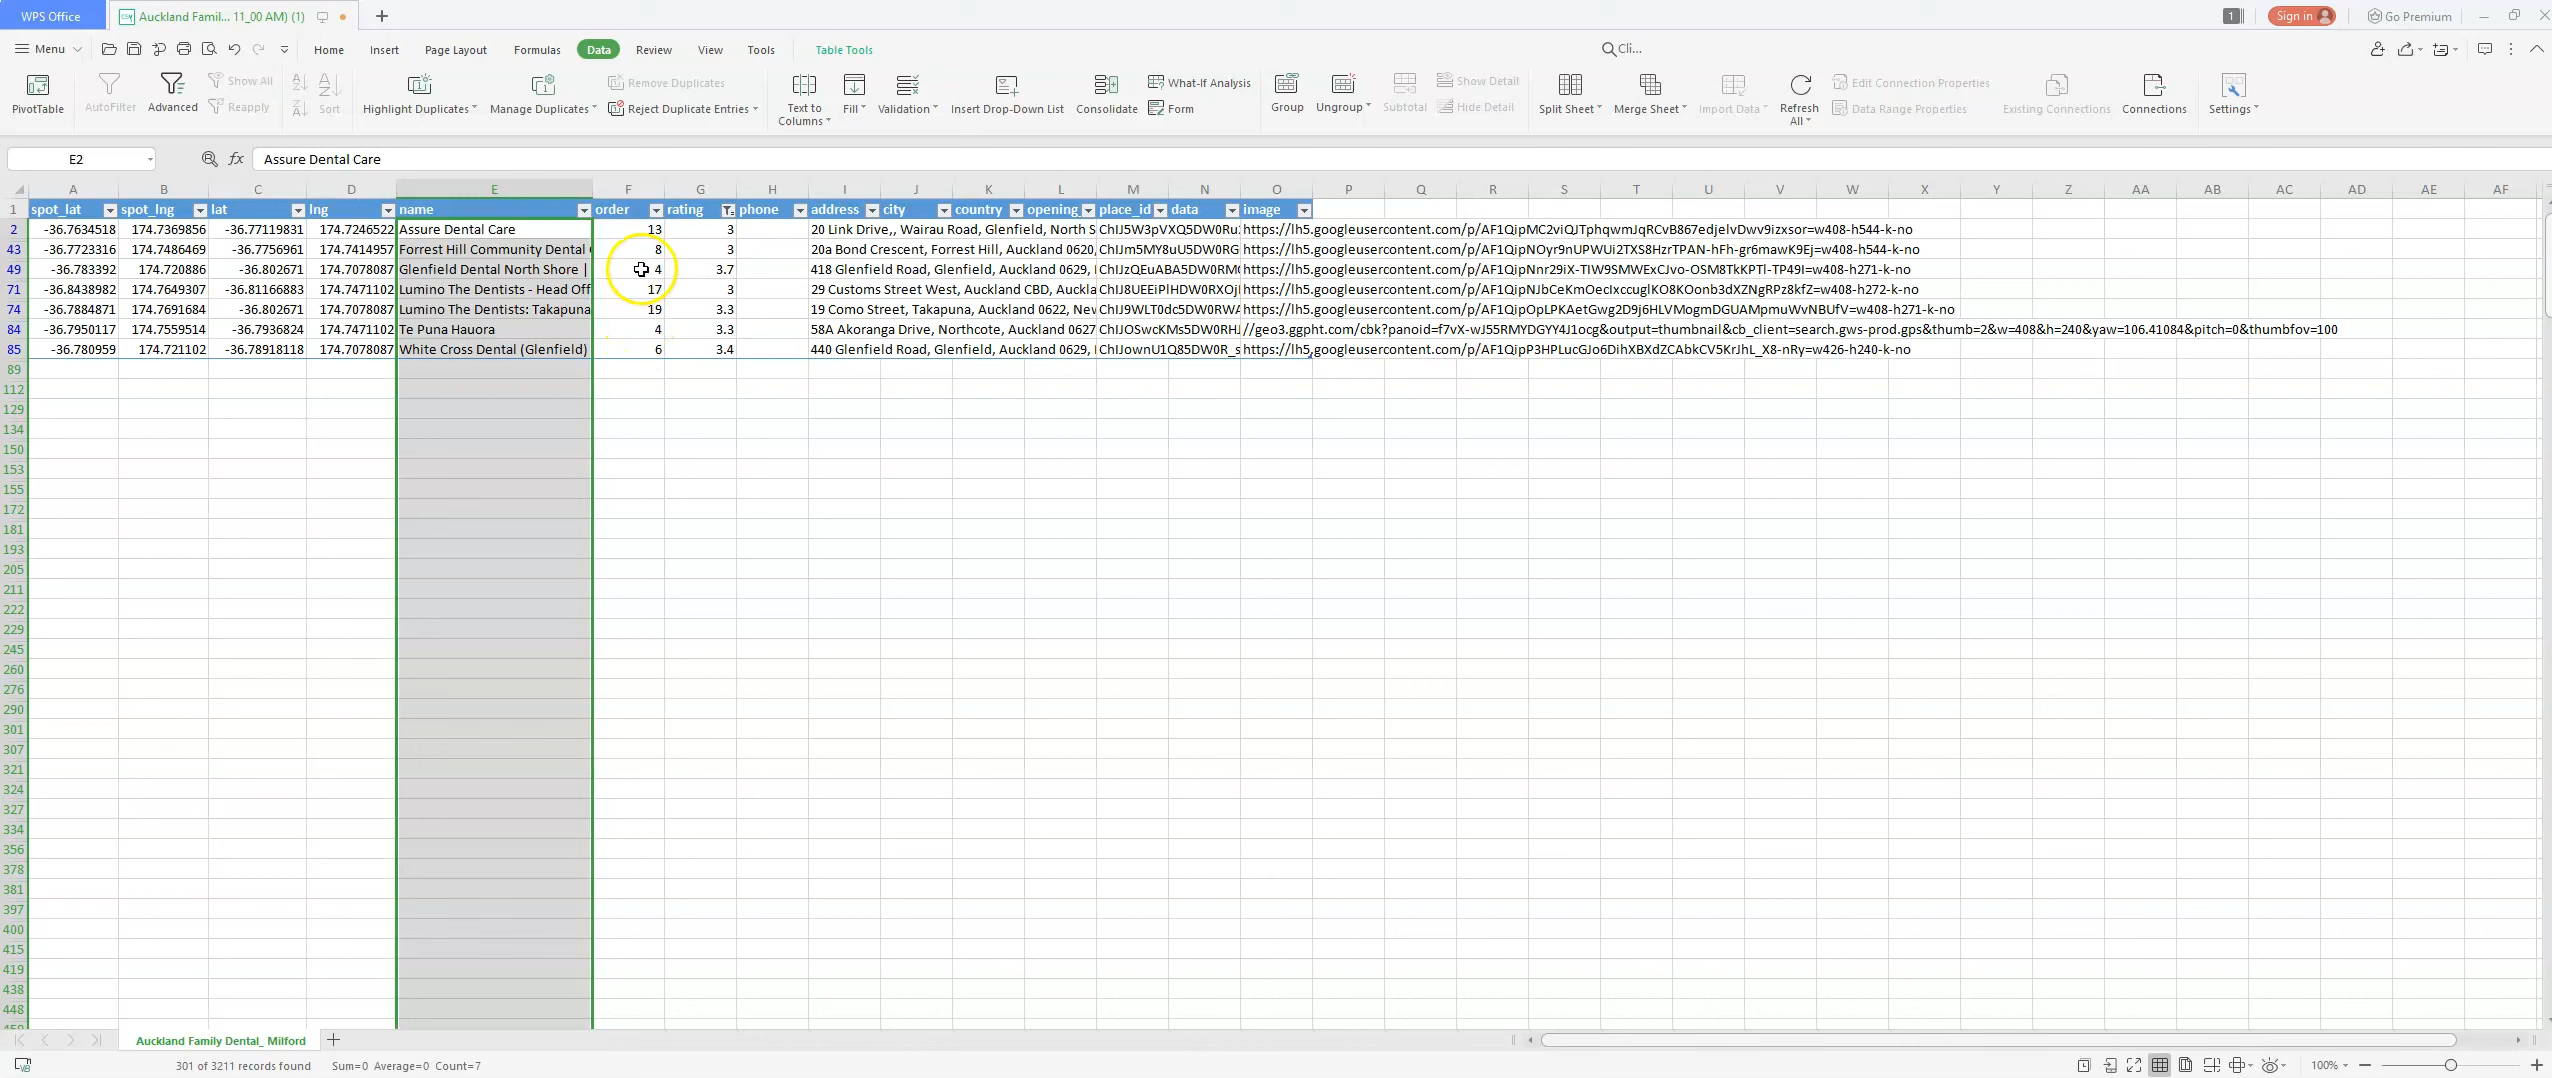 WPS Office
Auckland Famil... 11_00 AM) (1)
1
Sign in
Go Premium
Menu
Home
Insert
Page Layout
Formulas
Data
Review
View
Tools
Table Tools
Cli...
PivotTable
AutoFilter
Advanced
Show All
Reapply
Sort
Highlight Duplicates
Manage Duplicates
Remove Duplicates
Reject Duplicate Entries
Text to Columns
Fill
Validation
Insert Drop-Down List
Consolidate
What-If Analysis
Form
Group
Ungroup
Subtotal
Show Detail
Hide Detail
Split Sheet
Merge Sheet
Import Data
Refresh All
Edit Connection Properties
Data Range Properties
Existing Connections
Connections
Settings
E2
fx
Assure Dental Care
A B C D E F G H I J K L M N O P Q R S T U V W X Y Z AA AB AC AD AE AF
1 spot_lat spot_lng lat lng name order rating phone address city country opening_ place_id data image
2 -36.7634518 174.7369856 -36.77119831 174.7246522 Assure Dental Care 13 3 20 Link Drive,, Wairau Road, Glenfield, North S ChIJ5W3pVXQ5DW0Ru https://lh5.googleusercontent.com/p/AF1QipMC2viQJTphqwmJqRCvB867edjelvDwv9izxsor=w408-h544-k-no
43 -36.7723316 174.7486469 -36.7756961 174.7414957 Forrest Hill Community Dental 8 3 20a Bond Crescent, Forrest Hill, Auckland 0620, ChIJm5MY8uU5DW0RG https://lh5.googleusercontent.com/p/AF1QipNOyr9nUPWUi2TXS8HzrTPAN-hFh-gr6mawK9Ej=w408-h544-k-no
49 -36.783392 174.720886 -36.802671 174.7078087 Glenfield Dental North Shore | 4 3.7 418 Glenfield Road, Glenfield, Auckland 0629, ChIJzQEuABA5DW0RM https://lh5.googleusercontent.com/p/AF1QipNnr29iX-TIW9SMWExCJvo-OSM8TkKPTl-TP49I=w408-h271-k-no
71 -36.8438982 174.7649307 -36.81166883 174.7471102 Lumino The Dentists - Head Off 17 3 29 Customs Street West, Auckland CBD, Auckla ChIJ8UEEiPlHDW0RXOj https://lh5.googleusercontent.com/p/AF1QipNJbCeKmOecIxccuglKO8KOonb3dXZNgRPz8kfZ=w408-h272-k-no
74 -36.7884871 174.7691684 -36.802671 174.7078087 Lumino The Dentists: Takapuna 19 3.3 19 Como Street, Takapuna, Auckland 0622, Nev ChIJ9WLT0dc5DW0RWA https://lh5.googleusercontent.com/p/AF1QipOpLPKAetGwg2D9j6HLVMogmDGUAMpmuWvNBUfV=w408-h271-k-no
84 -36.7950117 174.7559514 -36.7936824 174.7471102 Te Puna Hauora 4 3.3 58A Akoranga Drive, Northcote, Auckland 0627 ChIJOSwcKMs5DW0RHJ //geo3.ggpht.com/cbk?panoid=f7vX-wJ55RMYDGYY4J1ocg&output=thumbnail&cb_client=search.gws-prod.gps&thumb=2&w=408&h=240&yaw=106.41084&pitch=0&thumbfov=100
85 -36.780959 174.721102 -36.78918118 174.7078087 White Cross Dental (Glenfield) 6 3.4 440 Glenfield Road, Glenfield, Auckland 0629, ChIJownU1Q85DW0R_s https://lh5.googleusercontent.com/p/AF1QipP3HPLucGJo6DihXBXdZCAbkCV5KrJhL_X8-nRy=w426-h240-k-no
89
112
129
134
150
153
155
172
181
193
205
211
222
229
245
260
276
290
301
307
321
324
327
334
356
378
381
397
400
415
419
438
448
Auckland Family Dental_ Milford
301 of 3211 records found Sum=0 Average=0 Count=7
100%